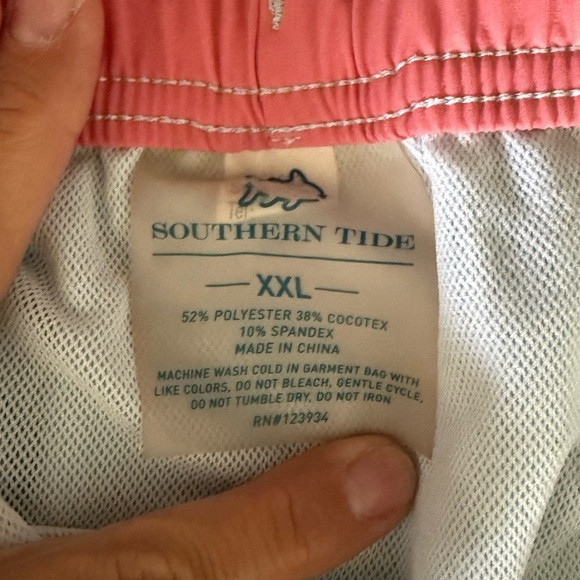 SOUTHERN TIDE
XXL
52% POLYESTER 38% COCOTEX
10% SPANDEX
MADE IN CHINA
MACHINE WASH COLD IN GARMENT BAG WITH
LIKE COLORS, DO NOT BLEACH, GENTLE CYCLE,
DO NOT TUMBLE DRY, DO NOT IRON
RN#123934